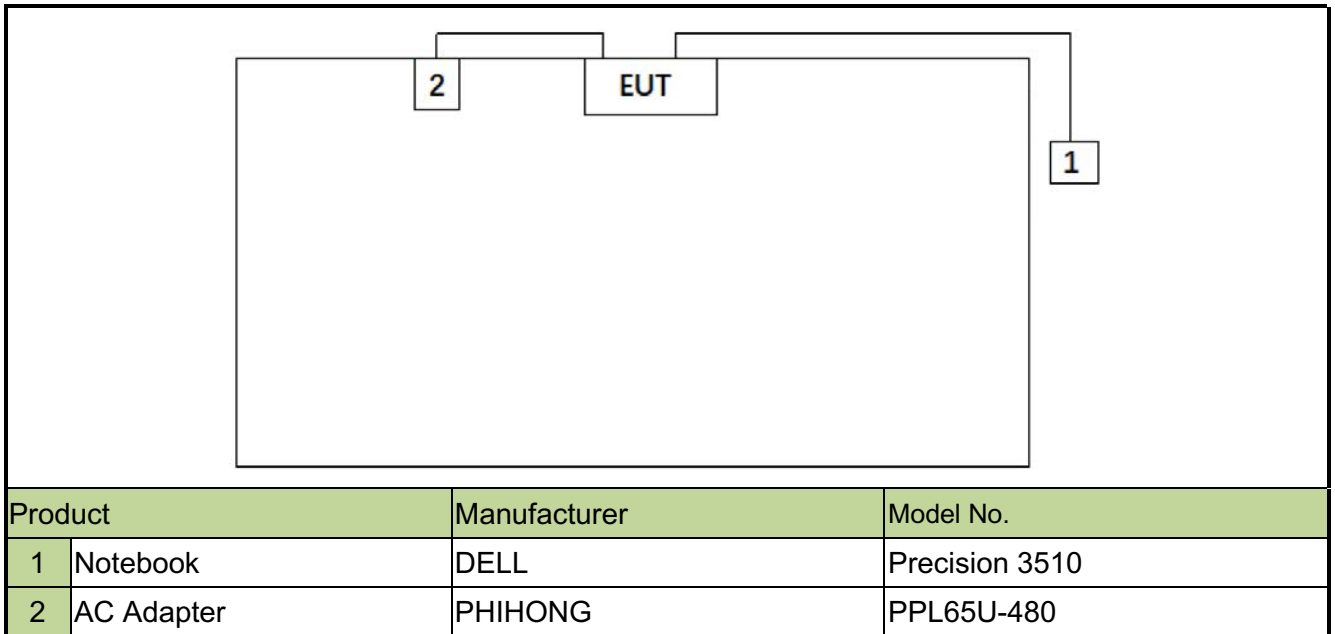 2 EUT
1
Product Manufacturer Model No.
1 Notebook DELL Precision 3510
2 AC Adapter PHIHONG PPL65U-480